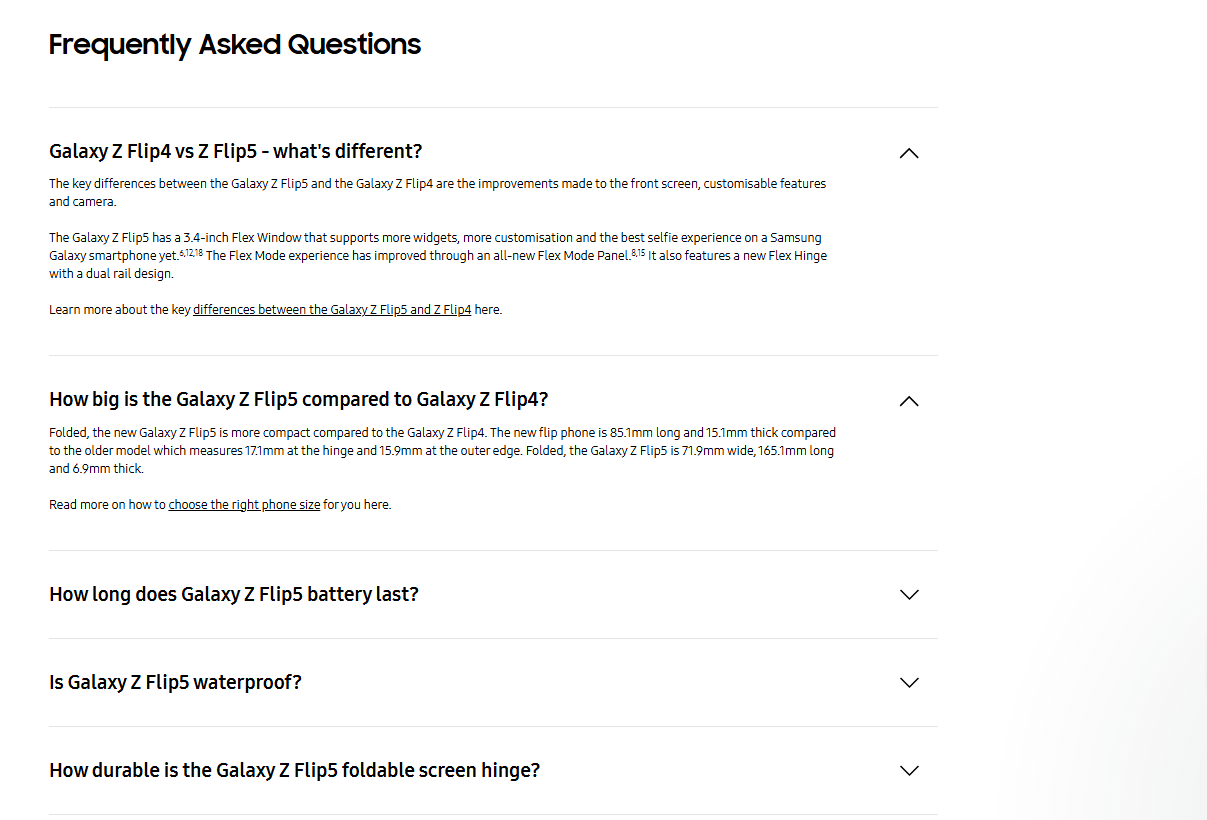 Frequently Asked Questions
Galaxy Z Flip4 vs Z Flip5 - what's different?
The key differences between the Galaxy Z Flip5 and the Galaxy Z Flip4 are the improvements made to the front screen, customisable features
and camera.
The Galaxy Z Flip5 has a 3.4-inch Flex Window that supports more widgets, more customisation and the best selfie experience on a Samsung
Galaxy smartphone yet.6,12,18 The Flex Mode experience has improved through an all-new Flex Mode Panel.8,15 It also features a new Flex Hinge
with a dual rail design.
Learn more about the key differences between the Galaxy Z Flip5 and Z Flip4 here.
How big is the Galaxy Z Flip5 compared to Galaxy Z Flip4?
Folded, the new Galaxy Z Flip5 is more compact compared to the Galaxy Z Flip4. The new flip phone is 85.1mm long and 15.1mm thick compared
to the older model which measures 17.1mm at the hinge and 15.9mm at the outer edge. Folded, the Galaxy Z Flip5 is 71.9mm wide, 165.1mm long
and 6.9mm thick.
Read more on how to choose the right phone size for you here.
How long does Galaxy Z Flip5 battery last?
Is Galaxy Z Flip5 waterproof?
How durable is the Galaxy Z Flip5 foldable screen hinge?